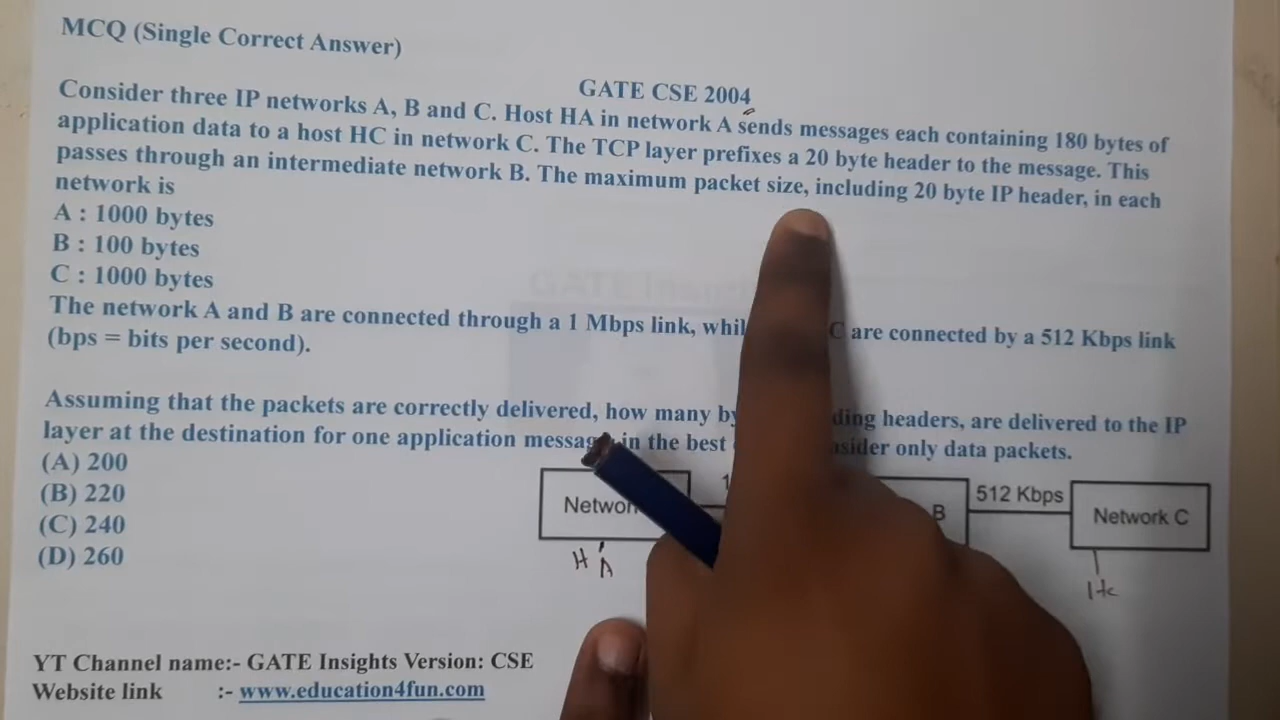 MCQ (Single Correct Answer)
GATE CSE 2004
Consider three IP networks A, B and C. Host HA in network A sends messages each containing 180 bytes of
application data to a host HC in network C. The TCP layer prefixes a 20 byte header to the message. This
passes through an intermediate network B. The maximum packet size, including 20 byte IP header, in each
network is
A : 1000 bytes
B : 100 bytes
C : 1000 bytes
The network A and B are connected through a 1 Mbps link, whil C are connected by a 512 Kbps link
(bps = bits per second).
Assuming that the packets are correctly delivered, how many by ding headers, are delivered to the IP
layer at the destination for one application messag in the best sider only data packets.
(A) 200
(B) 220
(C) 240
(D) 260
Networ 1 B 512 Kbps Network C
HA Hc
YT Channel name:- GATE Insights Version: CSE
Website link :- www.education4fun.com